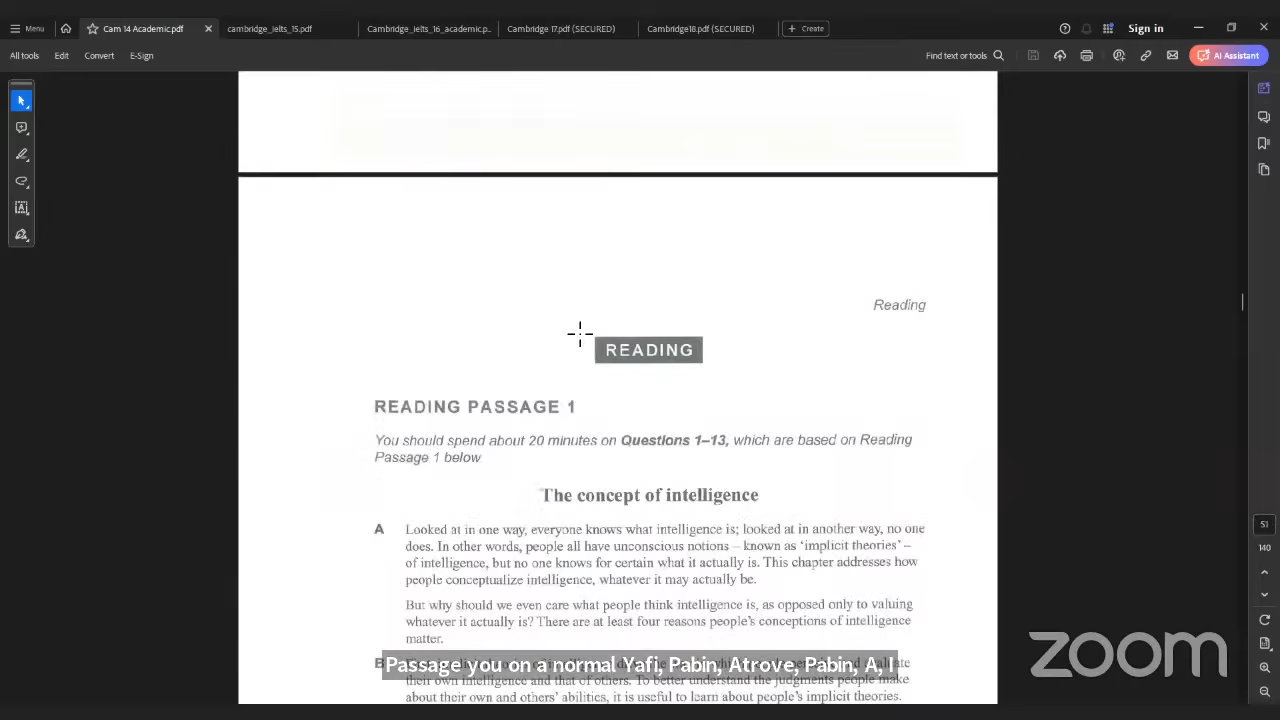 Menu
Cam 14 Academic.pdf
cambridge_ielts_15.pdf
Cambridge_ielts_16_academic.p...
Cambridge 17.pdf (SECURED)
Cambridge18.pdf (SECURED)
+ Create
Sign in
All tools
Edit
Convert
E-Sign
Find text or tools
AI Assistant
Reading
READING
READING PASSAGE 1
You should spend about 20 minutes on Questions 1–13, which are based on Reading
Passage 1 below
The concept of intelligence
A Looked at in one way, everyone knows what intelligence is; looked at in another way, no one
does. In other words, people all have unconscious notions – known as 'implicit theories' –
of intelligence, but no one knows for certain what it actually is. This chapter addresses how
people conceptualize intelligence, whatever it may actually be.
But why should we even care what people think intelligence is, as opposed only to valuing
whatever it actually is? There are at least four reasons people's conceptions of intelligence
matter.
B
Passage you on a normal Yafi, Pabin, Atrove, Pabin, A, I
their own intelligence and that of others. To better understand the judgments people make
about their own and others' abilities, it is useful to learn about people's implicit theories.
51
140
zoom